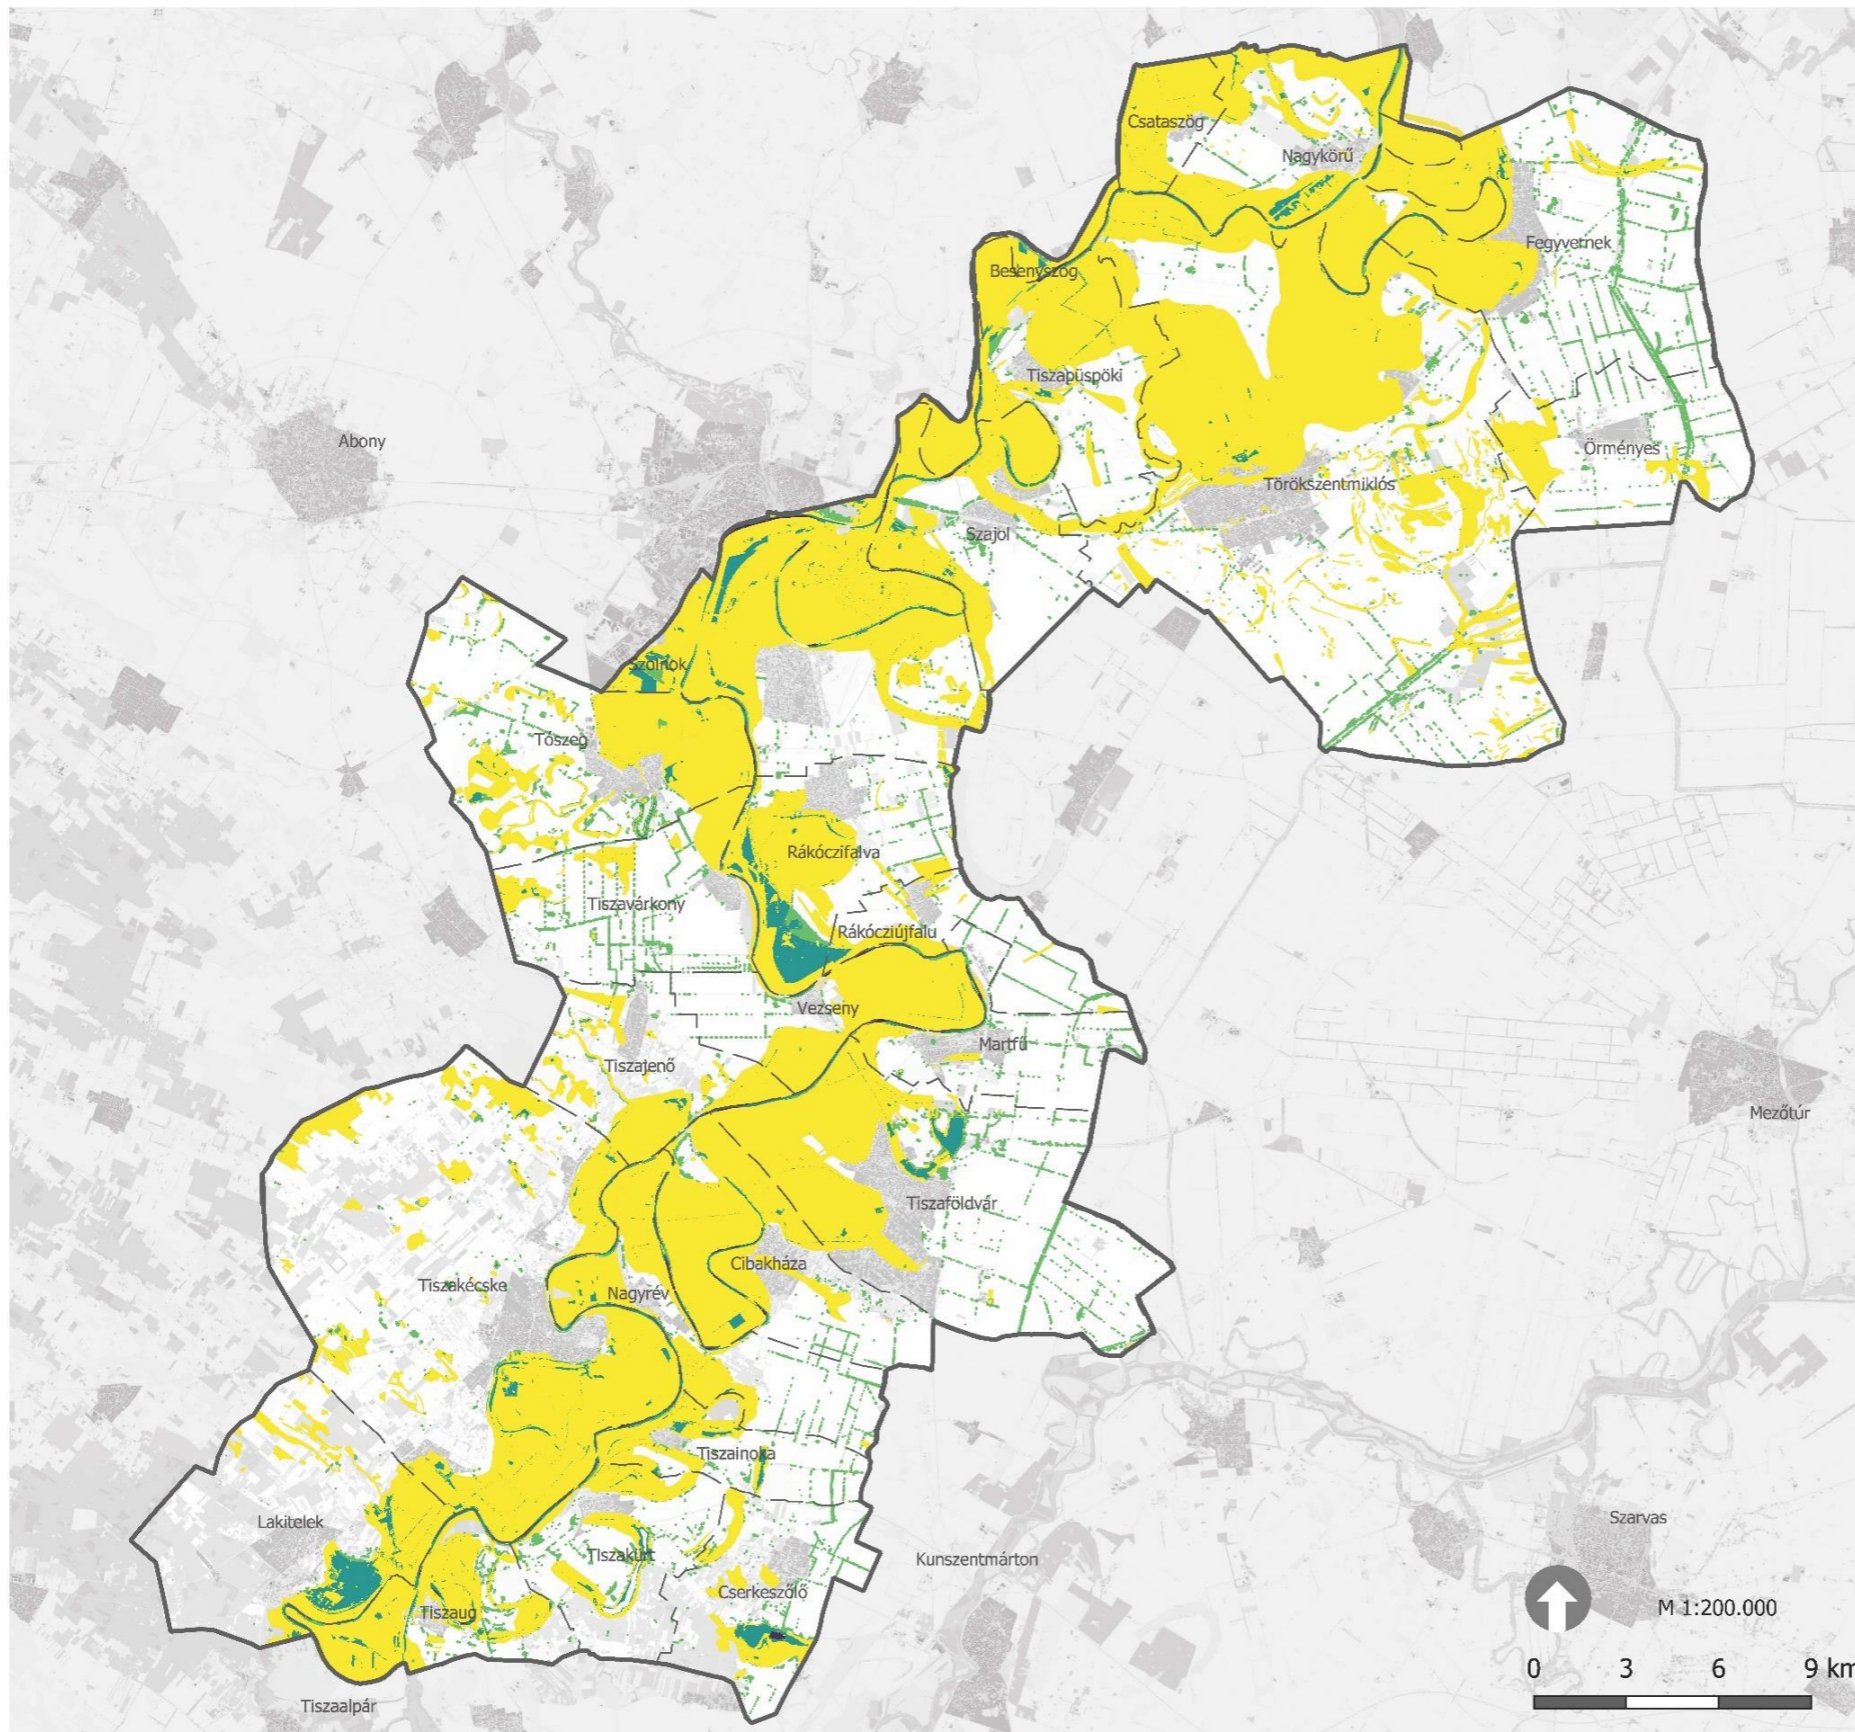 Csataszög
Nagykörű
Fegyvernek
Besenyszög
Tiszapüspöki
Abony
Örményes
Törökszentmiklós
Szajol
Szolnok
Tószeg
Rákóczifalva
Tiszavárkony
Rákócziújfalu
Vezseny
Martfű
Tiszajenő
Mezőtúr
Tiszaföldvár
Cibakháza
Tiszakécske
Nagyrév
Tiszainoka
Lakitelek
Szarvas
Tiszakürt
Kunszentmárton
Cserkeszőlő
Tiszaug
M 1:200.000
0 3 6 9 km
Tiszaalpár